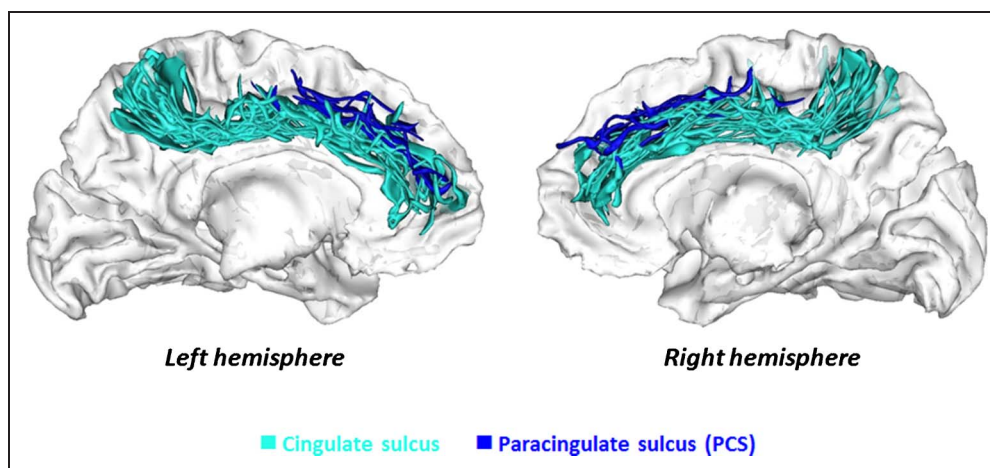 Left hemisphere Right hemisphere
Cingulate sulcus Paracingulate sulcus (PCS)